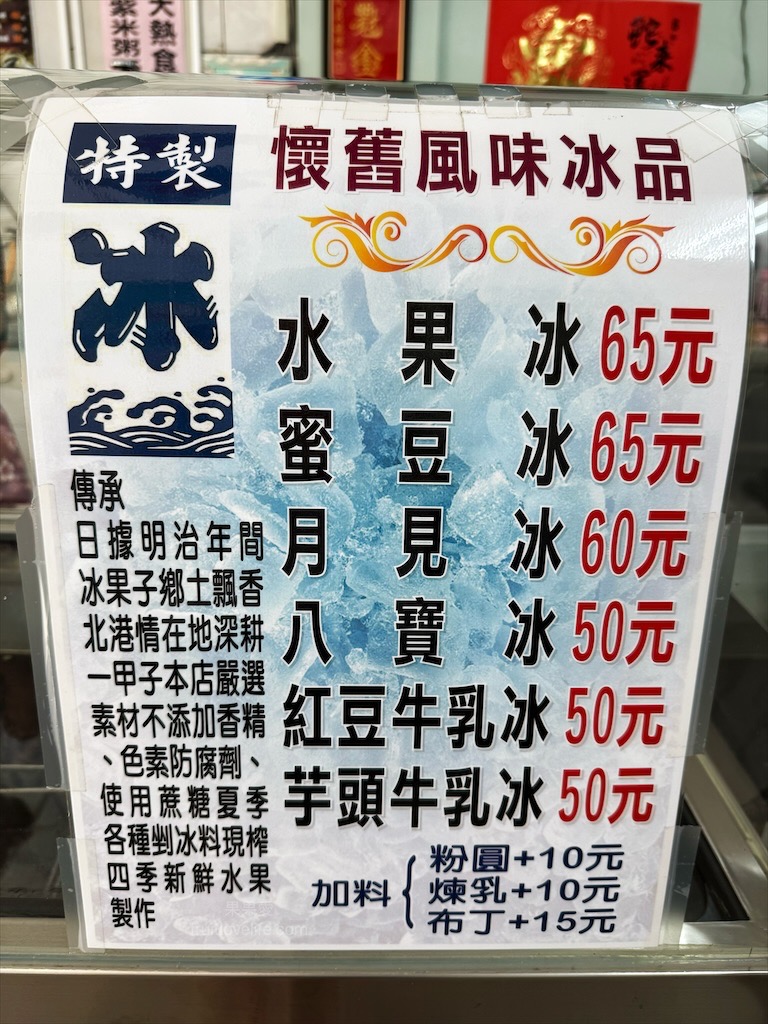 紫米粥
大熱食
特製
懷舊風味冰品
冰
水果冰 65元
蜜豆冰 65元
月見冰 60元
八寶冰 50元
紅豆牛乳冰 50元
芋頭牛乳冰 50元
傳承
日據明治年間
冰果子鄉土飄香
北港情在地深耕
一甲子本店嚴選
素材不添加香精
、色素防腐劑、
使用蔗糖夏季
各種剉冰料現榨
四季新鮮水果
製作
加料
粉圓+10元
煉乳+10元
布丁+15元